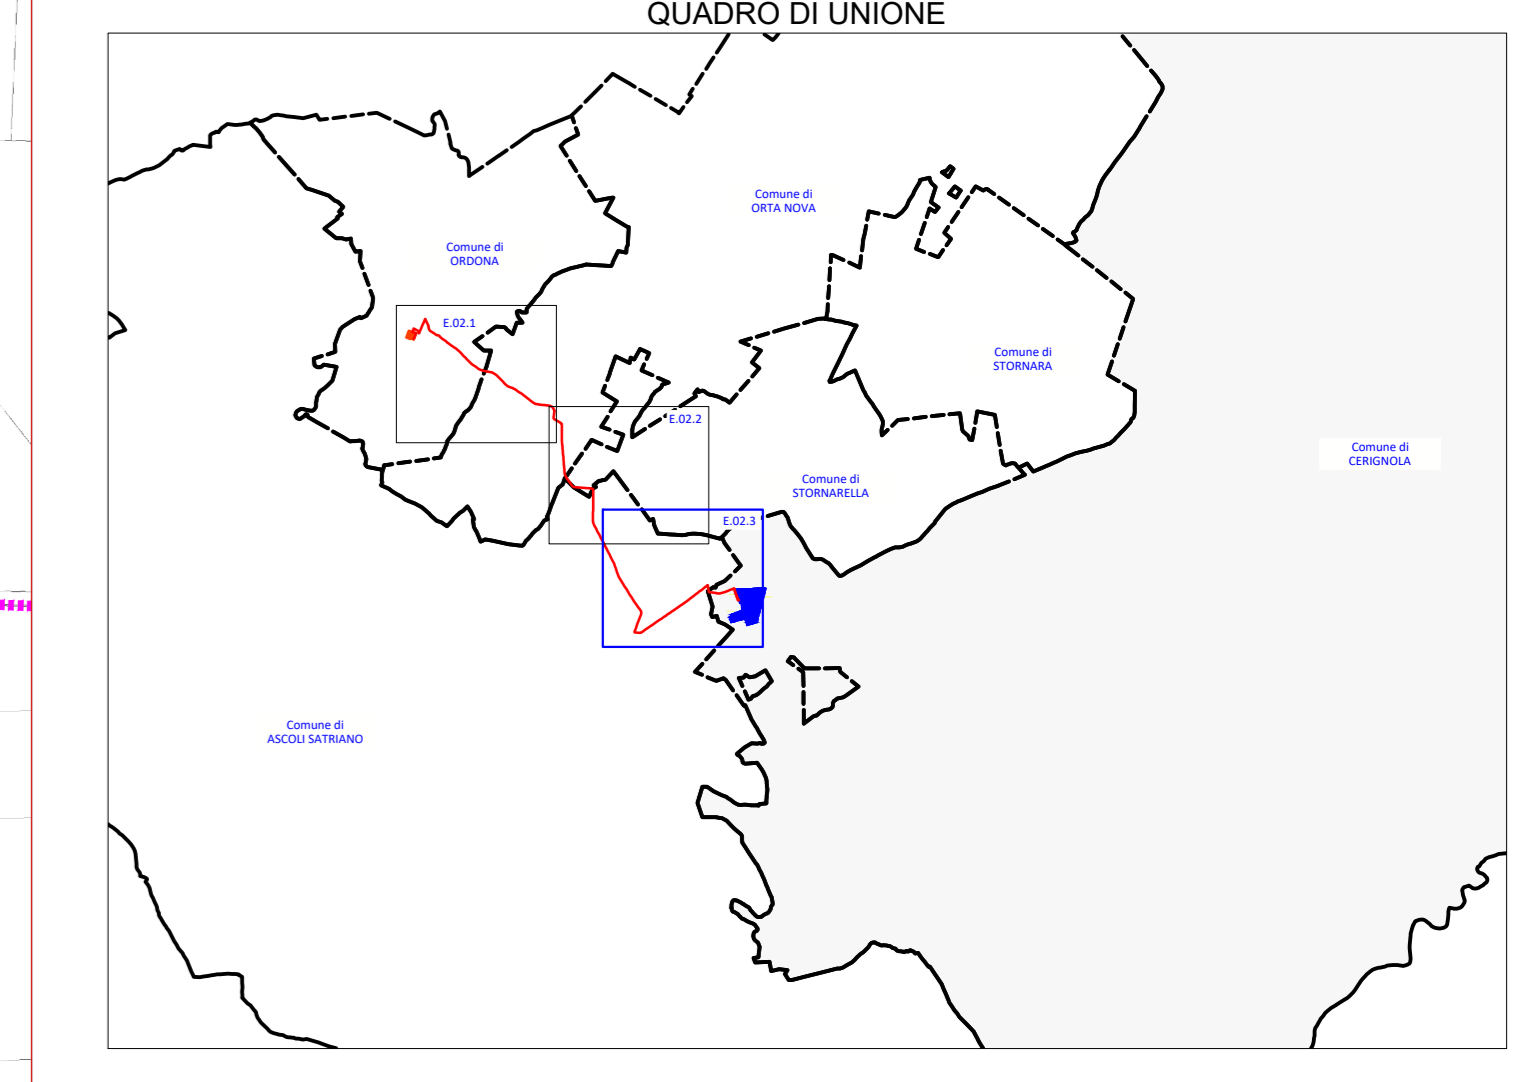 QUADRO DI UNIONE
Comune di
ORTA NOVA
Comune di
ORDONA
E.02.1
Comune di
STORNARA
E.02.2
Comune di
CERIGNOLA
Comune di
STORNARELLA
E.02.3
Comune di
ASCOLI SATRIANO